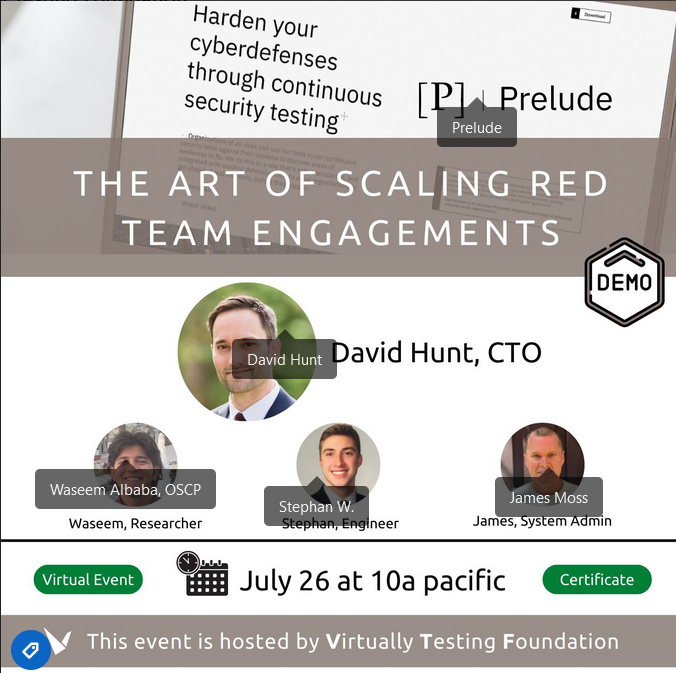 Harden your
cyberdefenses
through continuous
security testing+
Download
[P] | Prelude
Prelude
Watch Video
THE ART OF SCALING RED
TEAM ENGAGEMENTS
DEMO
David Hunt
David Hunt, CTO
Waseem Albaba, OSCP
Waseem, Researcher
Stephan W.
Stephan, Engineer
James Moss
James, System Admin
Virtual Event
July 26 at 10a pacific
Certificate
This event is hosted by Virtually Testing Foundation